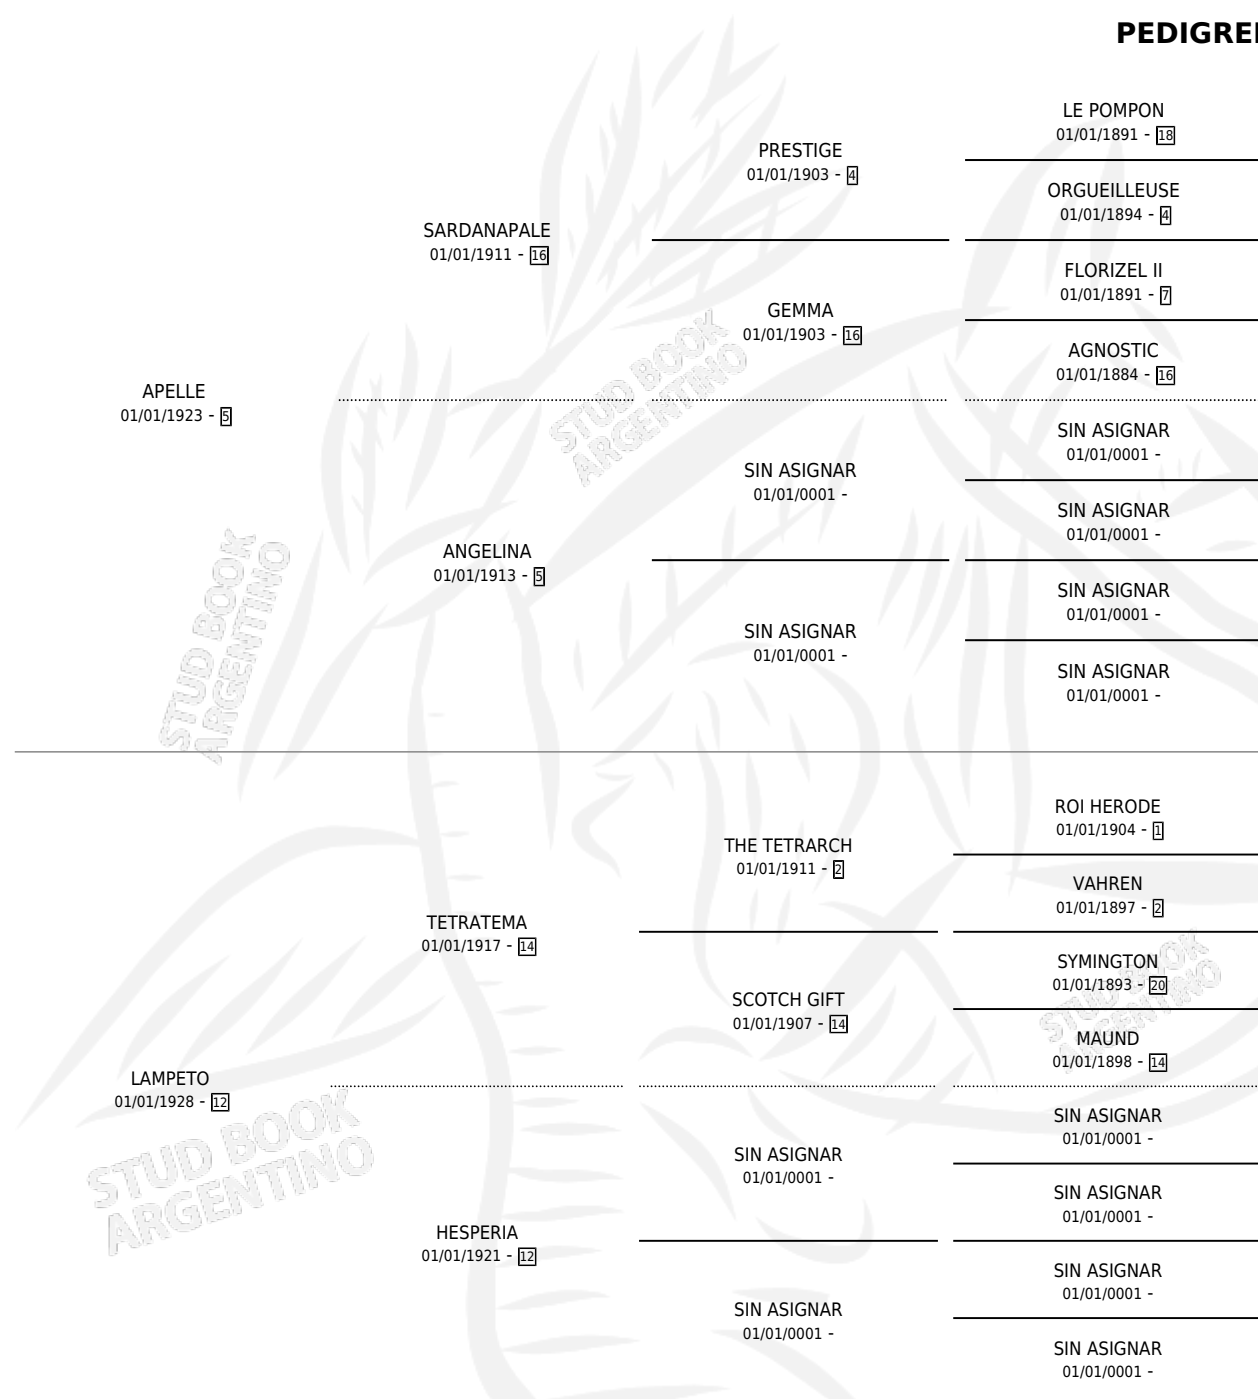 PEDIGREE
LE POMPON
01/01/1891 - 18
PRESTIGE
01/01/1903 - 4
ORGUEILLEUSE
01/01/1894 - 4
SARDANAPALE
01/01/1911 - 16
FLORIZEL II
01/01/1891 - 7
GEMMA
01/01/1903 - 16
AGNOSTIC
01/01/1884 - 16
APELLE
01/01/1923 - 5
SIN ASIGNAR
01/01/0001 -
SIN ASIGNAR
01/01/0001 -
SIN ASIGNAR
01/01/0001 -
ANGELINA
01/01/1913 - 5
SIN ASIGNAR
01/01/0001 -
SIN ASIGNAR
01/01/0001 -
SIN ASIGNAR
01/01/0001 -
ROI HERODE
01/01/1904 - 1
THE TETRARCH
01/01/1911 - 2
VAHREN
01/01/1897 - 2
TETRATEMA
01/01/1917 - 14
SYMINGTON
01/01/1893 - 20
SCOTCH GIFT
01/01/1907 - 14
MAUND
01/01/1898 - 14
LAMPETO
01/01/1928 - 12
SIN ASIGNAR
01/01/0001 -
SIN ASIGNAR
01/01/0001 -
SIN ASIGNAR
01/01/0001 -
HESPERIA
01/01/1921 - 12
SIN ASIGNAR
01/01/0001 -
SIN ASIGNAR
01/01/0001 -
SIN ASIGNAR
01/01/0001 -
STUD BOOK
ARGENTINO
STUD BOOK
ARGENTINO
STUD BOOK
ARGENTINO
STUD BOOK
ARGENTINO